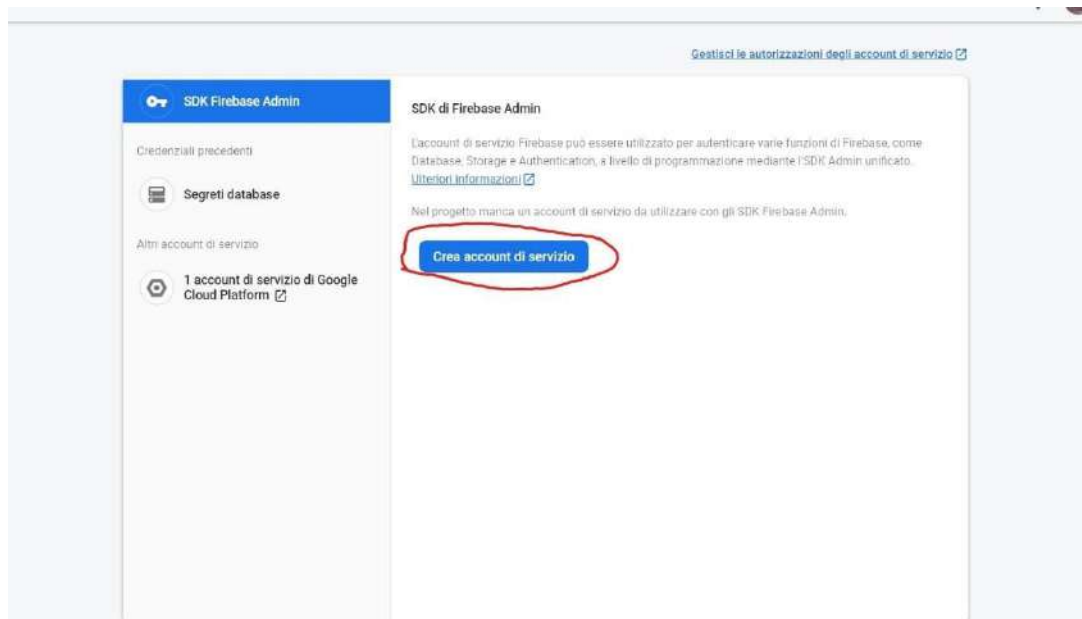 Gestisci le autorizzazioni degli account di servizio
SDK Firebase Admin
Credenziali precedenti
Segreti database
Altri account di servizio
1 account di servizio di Google
Cloud Platform
SDK di Firebase Admin
L'account di servizio Firebase può essere utilizzato per autenticare varie funzioni di Firebase, come
Database, Storage e Authentication, a livello di programmazione mediante l'SDK Admin unificato.
Ulteriori informazioni
Nel progetto manca un account di servizio da utilizzare con gli SDK Firebase Admin.
Crea account di servizio